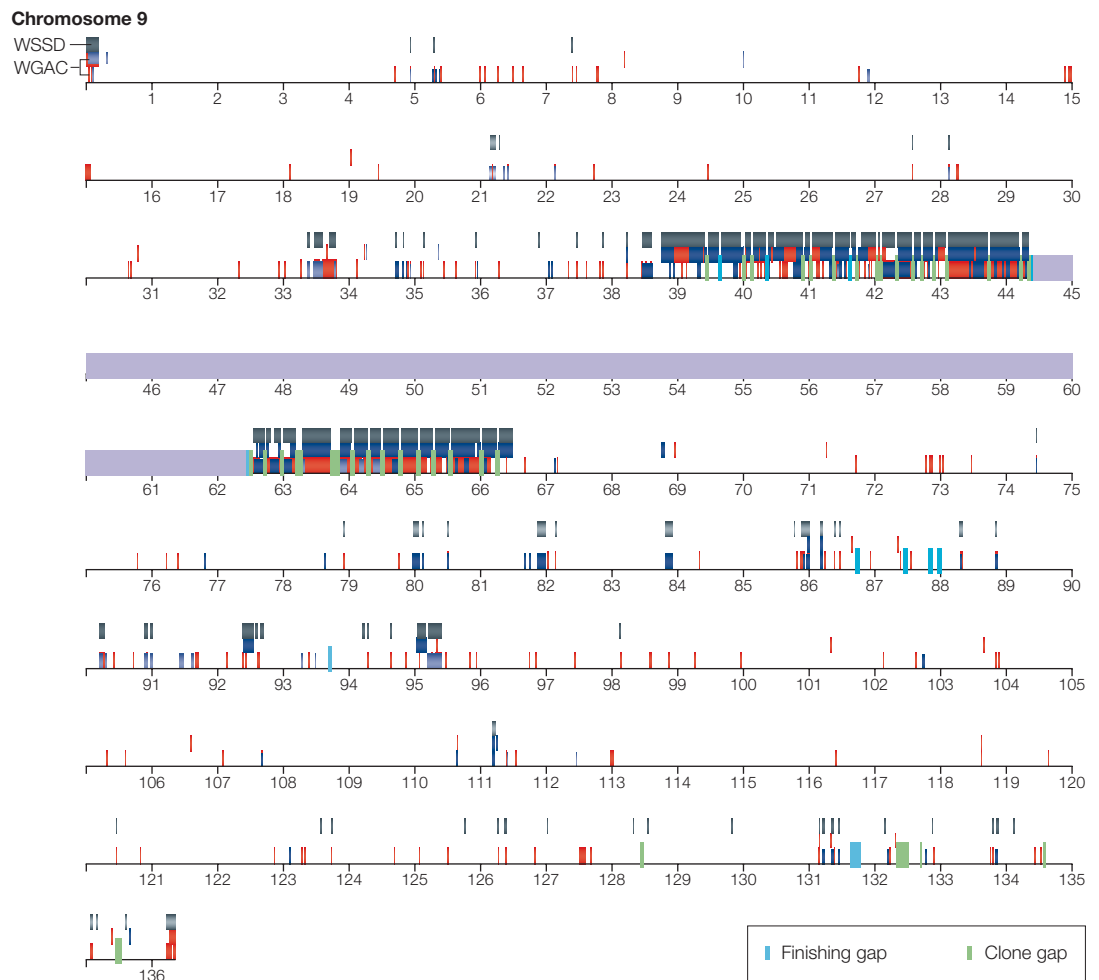 Chromosome 9
WSSD
WGAC
1 2 3 4 5 6 7 8 9 10 11 12 13 14 15
16 17 18 19 20 21 22 23 24 25 26 27 28 29 30
31 32 33 34 35 36 37 38 39 40 41 42 43 44 45
46 47 48 49 50 51 52 53 54 55 56 57 58 59 60
61 62 63 64 65 66 67 68 69 70 71 72 73 74 75
76 77 78 79 80 81 82 83 84 85 86 87 88 89 90
91 92 93 94 95 96 97 98 99 100 101 102 103 104 105
106 107 108 109 110 111 112 113 114 115 116 117 118 119 120
121 122 123 124 125 126 127 128 129 130 131 132 133 134 135
136
Finishing gap Clone gap